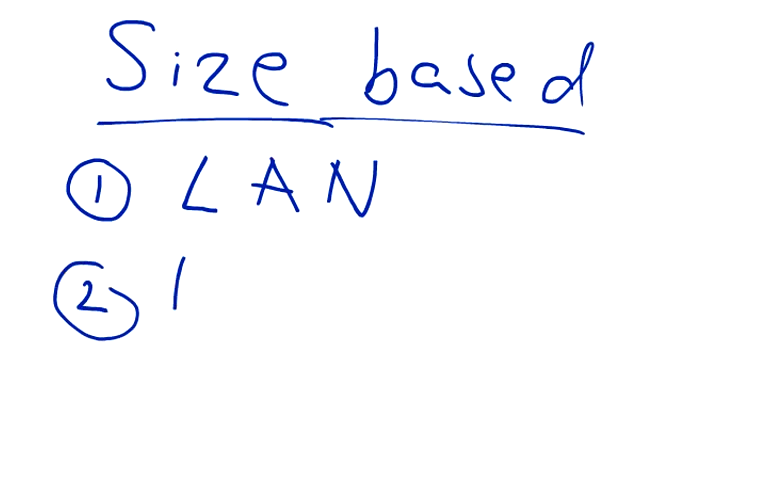 Size based
① LAN
②